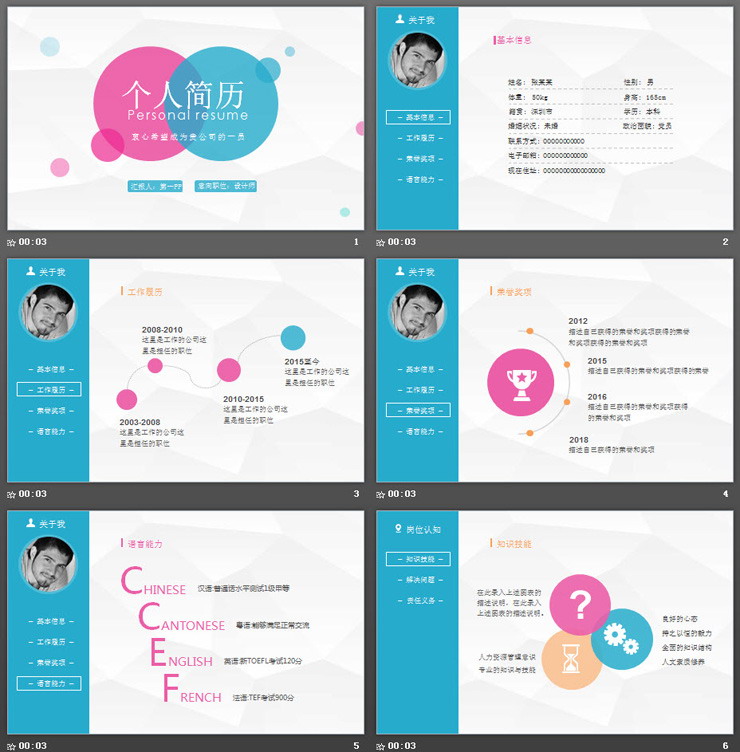 个人简历
Personal resume
衷心希望成为贵公司的一员
汇报人：第一PP
意向职位：设计师
00:03
1
关于我
– 基本信息 –
– 工作履历 –
– 荣誉奖项 –
– 语言能力 –
基本信息
姓名： 张某某 性别： 男
体重： 50kg 身高：165cm
籍贯：深圳市 学历：本科
婚姻状况：未婚 政治面貌：党员
联系方式：00000000000
电子邮箱：000000000000
现在住址：0000000000000000
00:03
2
关于我
– 基本信息 –
– 工作履历 –
– 荣誉奖项 –
– 语言能力 –
工作履历
2008-2010
这里是工作的公司这
里是担任的职位
2015至今
这里是工作的公司这
里是担任的职位
2010-2015
这里是工作的公司这
里是担任的职位
2003-2008
这里是工作的公司这
里是担任的职位
00:03
3
关于我
– 基本信息 –
– 工作履历 –
– 荣誉奖项 –
– 语言能力 –
荣誉奖项
2012
描述自己获得的荣誉和奖项获得的荣誉
和奖项获得的荣誉和奖项
2015
描述自己获得的荣誉和奖项获得的荣誉
2016
描述自己获得的荣誉和奖项获得
的荣誉和奖项
2018
描述自己获得的荣誉和奖项
00:03
4
关于我
– 基本信息 –
– 工作履历 –
– 荣誉奖项 –
– 语言能力 –
语言能力
CHINESE 汉语:普通话水平测试1级甲等
CANTONESE 粤语:能够满足正常交流
ENGLISH 英语:新TOEFL考试120分
FRENCH 法语:TEF考试900分
00:03
5
岗位认知
– 知识技能 –
– 解决问题 –
– 责任义务 –
知识技能
在此录入上述图表的
描述说明，在此录入
上述图表的描述说明。
?
良好的心态
持之以恒的毅力
全面的知识结构
人文素质修养
人力资源管理意识
专业的知识与技能
00:03
6